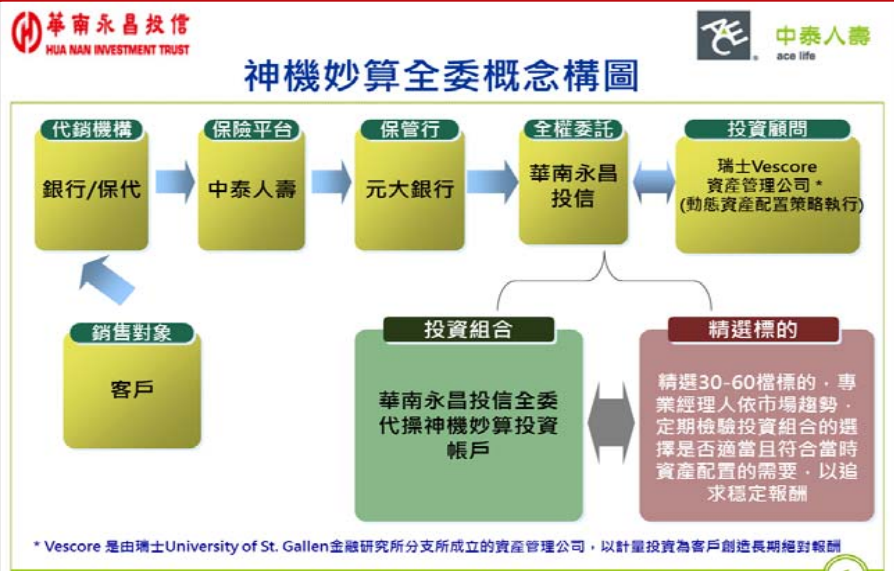 華南永昌投信
HUA NAN INVESTMENT TRUST
ACE
中泰人壽
ace life
神機妙算全委概念構圖
代銷機構
銀行/保代
保險平台
中泰人壽
保管行
元大銀行
全權委託
華南永昌
投信
投資顧問
瑞士Vescore
資產管理公司 *
(動態資產配置策略執行)
銷售對象
客戶
投資組合
華南永昌投信全委
代操神機妙算投資
帳戶
精選標的
精選30-60檔標的，專
業經理人依市場趨勢，
定期檢驗投資組合的選
擇是否適當且符合當時
資產配置的需要，以追
求穩定報酬
* Vescore 是由瑞士University of St. Gallen金融研究所分支所成立的資產管理公司，以計量投資為客戶創造長期絕對報酬